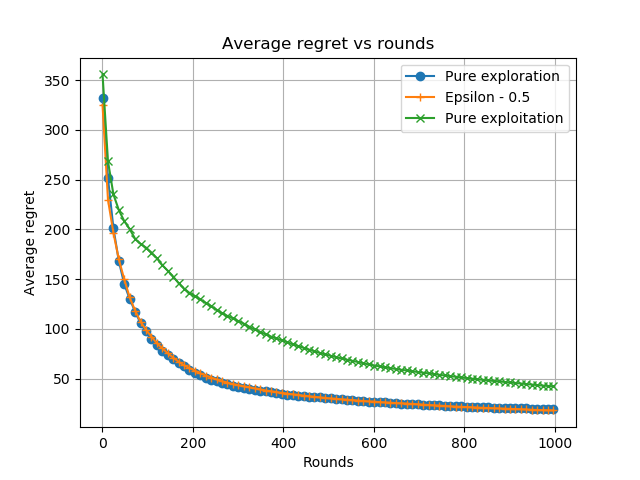 Average regret vs rounds
350
300
250
200
150
100
50
Average regret
Pure exploration
Epsilon - 0.5
Pure exploitation
0
200
400
600
800
1000
Rounds